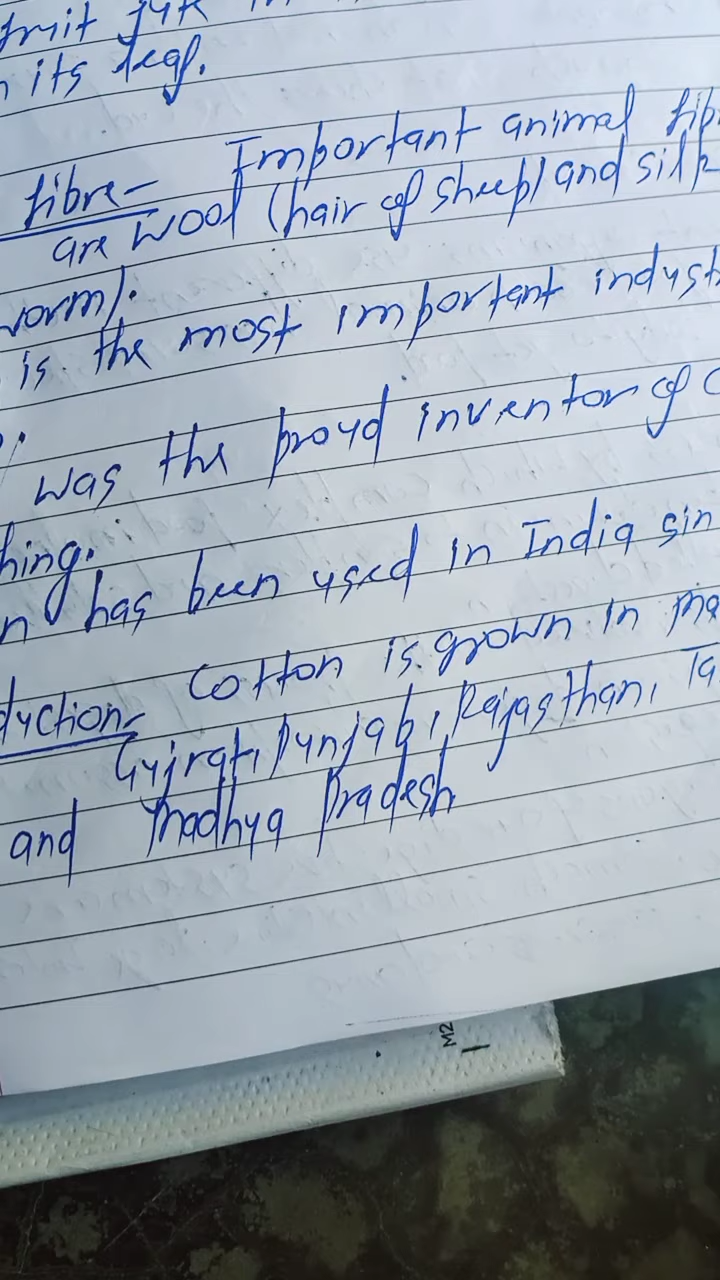 fruit
its leaf.
fibre- Important animal fib
are wool (hair of sheep) and silk
worm).
is the most important indust
was the proud inventor of c
hing.
n has been used in India sin
duction- Cotton is grown in ma
Gujrat, Punjab, Rajasthan, Ta
and Madhya Pradesh
M2